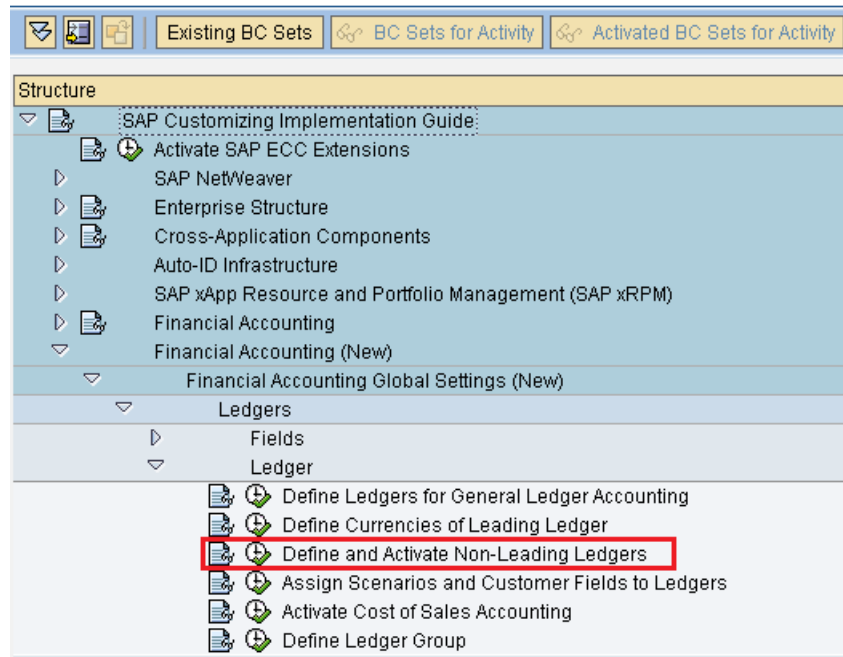 Existing BC Sets BC Sets for Activity Activated BC Sets for Activity
Structure
SAP Customizing Implementation Guide
Activate SAP ECC Extensions
SAP NetWeaver
Enterprise Structure
Cross-Application Components
Auto-ID Infrastructure
SAP xApp Resource and Portfolio Management (SAP xRPM)
Financial Accounting
Financial Accounting (New)
Financial Accounting Global Settings (New)
Ledgers
Fields
Ledger
Define Ledgers for General Ledger Accounting
Define Currencies of Leading Ledger
Define and Activate Non-Leading Ledgers
Assign Scenarios and Customer Fields to Ledgers
Activate Cost of Sales Accounting
Define Ledger Group